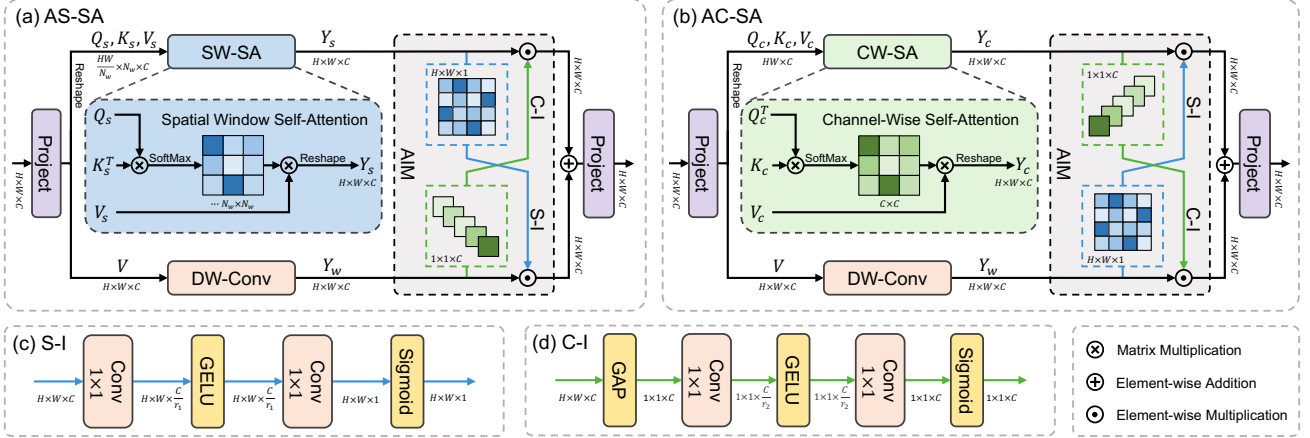 (a) AS-SA
Project
H×W×C
Reshape
Q_s, K_s, V_s
HW/N_w ×N_w×C
SW-SA
Y_s
H×W×C
Q_s
K_s^T
V_s
Spatial Window Self-Attention
SoftMax
··· N_w×N_w
Reshape
Y_s
H×W×C
V
H×W×C
DW-Conv
Y_w
H×W×C
AIM
H×W×1
C-I
S-I
1×1×C
H×W×C
H×W×C
Project
H×W×C
(b) AC-SA
Project
H×W×C
Reshape
Q_c, K_c, V_c
HW×C
CW-SA
Y_c
H×W×C
Q_c^T
K_c
V_c
Channel-Wise Self-Attention
SoftMax
C×C
Reshape
Y_c
H×W×C
V
H×W×C
DW-Conv
Y_w
H×W×C
AIM
1×1×C
S-I
C-I
H×W×1
H×W×C
H×W×C
Project
H×W×C
(c) S-I
H×W×C
Conv
1×1
H×W×C/r_1
GELU
H×W×C/r_1
Conv
1×1
H×W×1
Sigmoid
H×W×1
(d) C-I
H×W×C
GAP
1×1×C
Conv
1×1
1×1×C/r_2
GELU
1×1×C/r_2
Conv
1×1
1×1×C
Sigmoid
1×1×C
Matrix Multiplication
Element-wise Addition
Element-wise Multiplication